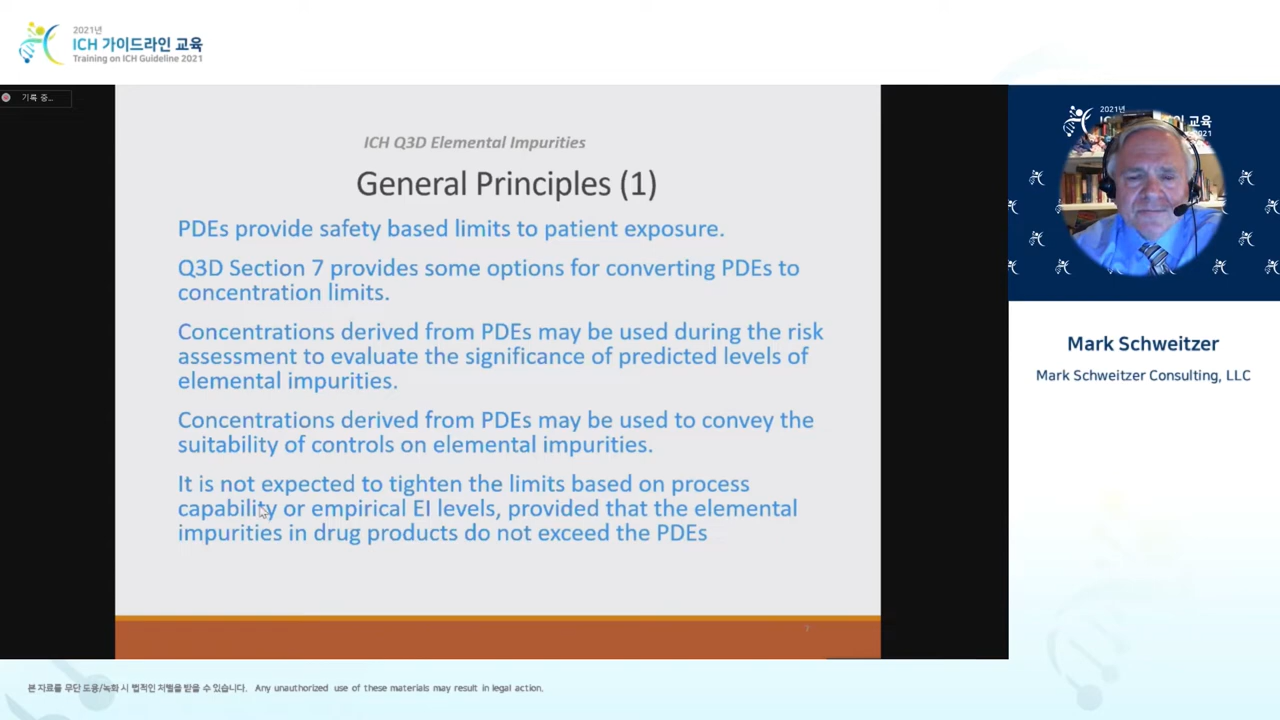 2021년
ICH 가이드라인 교육
Training on ICH Guideline 2021
기록 중...
ICH Q3D Elemental Impurities
General Principles (1)
PDEs provide safety based limits to patient exposure.
Q3D Section 7 provides some options for converting PDEs to
concentration limits.
Concentrations derived from PDEs may be used during the risk
assessment to evaluate the significance of predicted levels of
elemental impurities.
Concentrations derived from PDEs may be used to convey the
suitability of controls on elemental impurities.
It is not expected to tighten the limits based on process
capability or empirical EI levels, provided that the elemental
impurities in drug products do not exceed the PDEs
7
2021년
교육
2021
Mark Schweitzer
Mark Schweitzer Consulting, LLC
본 자료를 무단 도용/녹화 시 법적인 처벌을 받을 수 있습니다. Any unauthorized use of these materials may result in legal action.